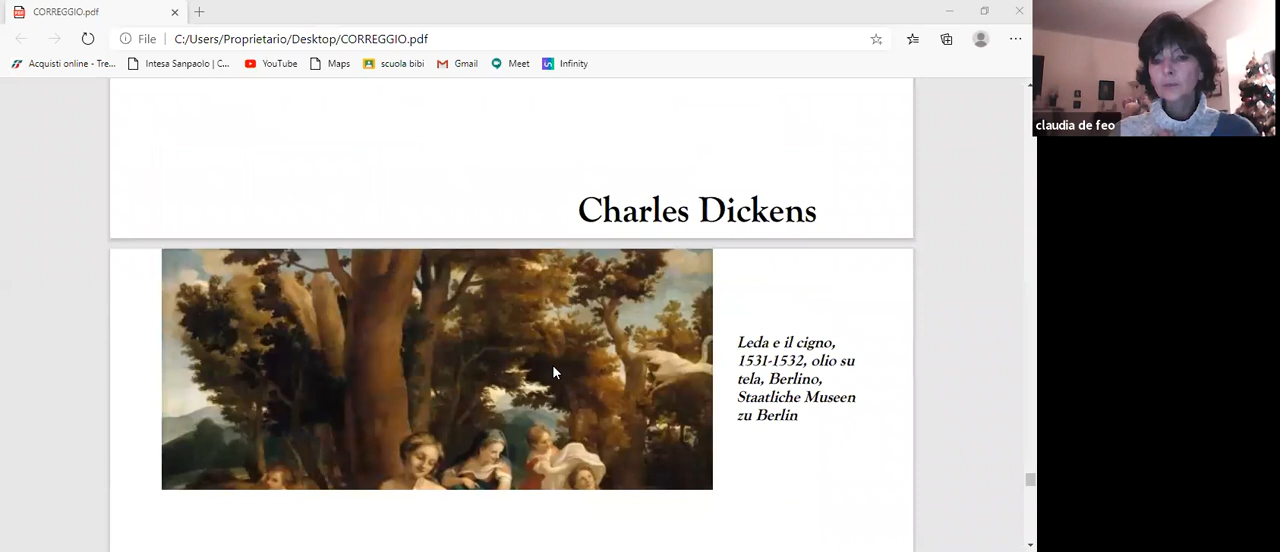 CORREGGIO.pdf
File C:/Users/Proprietario/Desktop/CORREGGIO.pdf
Acquisti online - Tre... Intesa Sanpaolo | C... YouTube Maps scuola bibi Gmail Meet Infinity
claudia de feo
Charles Dickens
Leda e il cigno,
1531-1532, olio su
tela, Berlino,
Staatliche Museen
zu Berlin